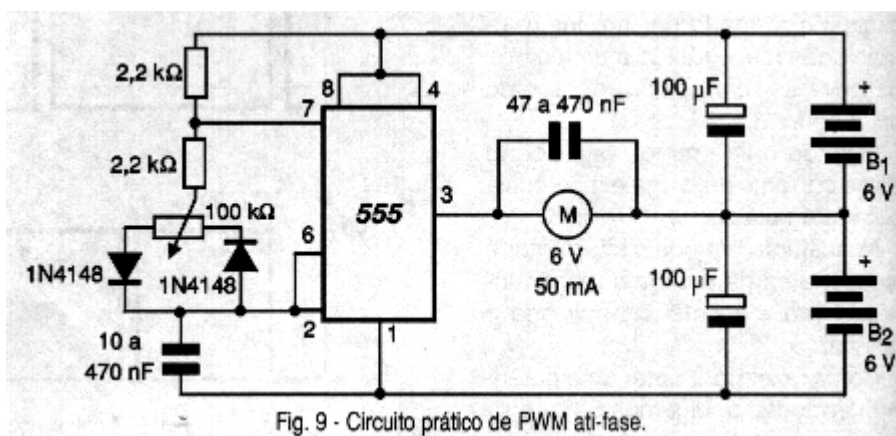 2,2 kΩ
8
4
7
2,2 kΩ
100 kΩ
1N4148
1N4148
6
2
10 a
470 nF
555
1
3
47 a 470 nF
M
6 V
50 mA
100 µF
100 µF
+
B1
6 V
+
B2
6 V
Fig. 9 - Circuito prático de PWM ati-fase.